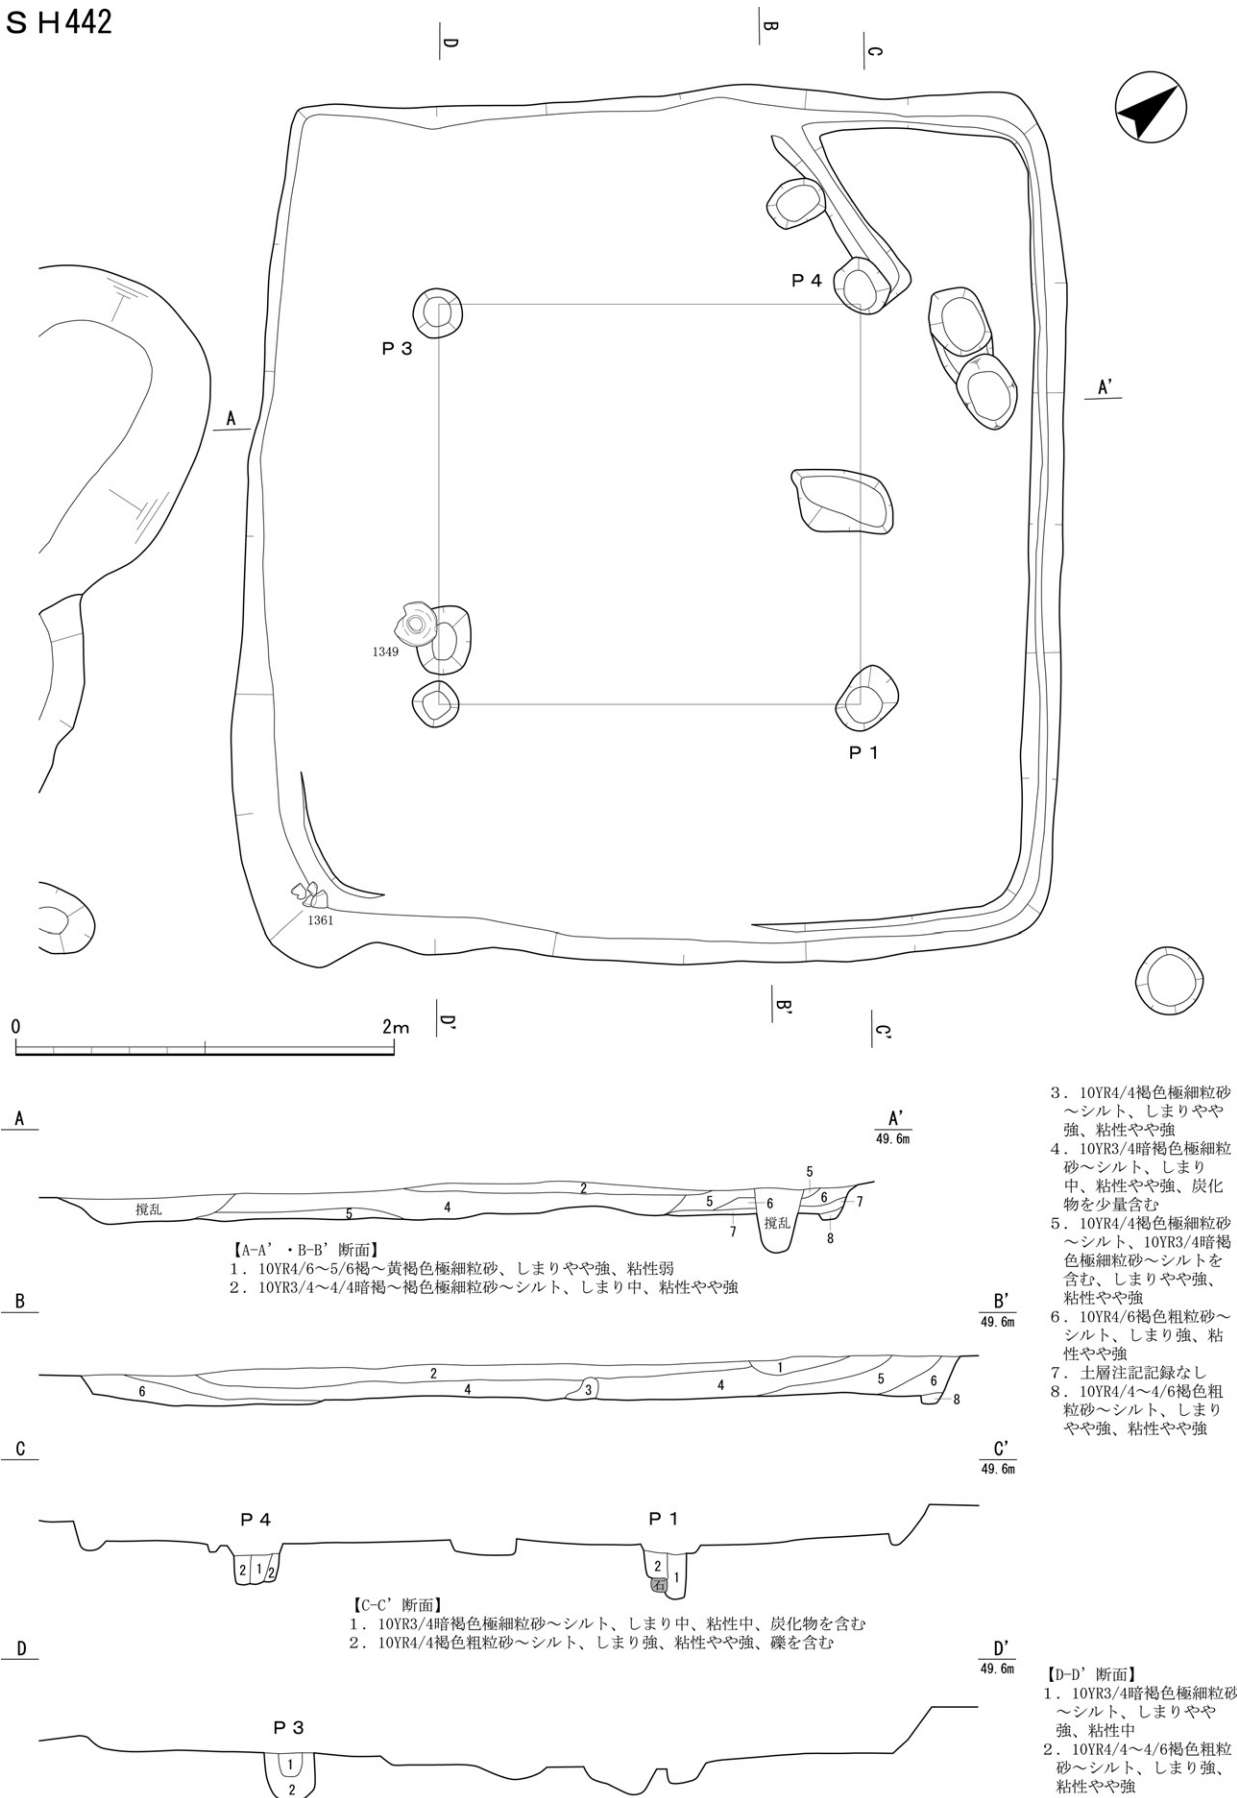 ＳＨ442
D
B
C
P 4
P 3
A
A'
1349
P 1
1361
0
2m
D'
B'
C'
A
A'
49.6m
2
5
5
4
5
6
6
7
7
8
撹乱
撹乱
【A-A’・B-B’断面】
1．10YR4/6～5/6褐～黄褐色極細粒砂、しまりやや強、粘性弱
2．10YR3/4～4/4暗褐～褐色極細粒砂～シルト、しまり中、粘性やや強
B
B'
49.6m
6
2
4
3
4
1
5
6
8
C
C'
49.6m
P 4
2
1
2
P 1
2
1
石
【C-C’断面】
1．10YR3/4暗褐色極細粒砂～シルト、しまり中、粘性中、炭化物を含む
2．10YR4/4褐色粗粒砂～シルト、しまり強、粘性やや強、礫を含む
D
D'
49.6m
P 3
1
2
3．10YR4/4褐色極細粒砂
～シルト、しまりやや
強、粘性やや強
4．10YR3/4暗褐色極細粒
砂～シルト、しまり
中、粘性やや強、炭化
物を少量含む
5．10YR4/4褐色極細粒砂
～シルト、10YR3/4暗褐
色極細粒砂～シルトを
含む、しまりやや強、
粘性やや強
6．10YR4/6褐色粗粒砂～
シルト、しまり強、粘
性やや強
7．土層注記記録なし
8．10YR4/4～4/6褐色粗
粒砂～シルト、しまり
やや強、粘性やや強
【D-D’断面】
1．10YR3/4暗褐色極細粒砂
～シルト、しまりやや
強、粘性中
2．10YR4/4～4/6褐色粗粒
砂～シルト、しまり強、
粘性やや強